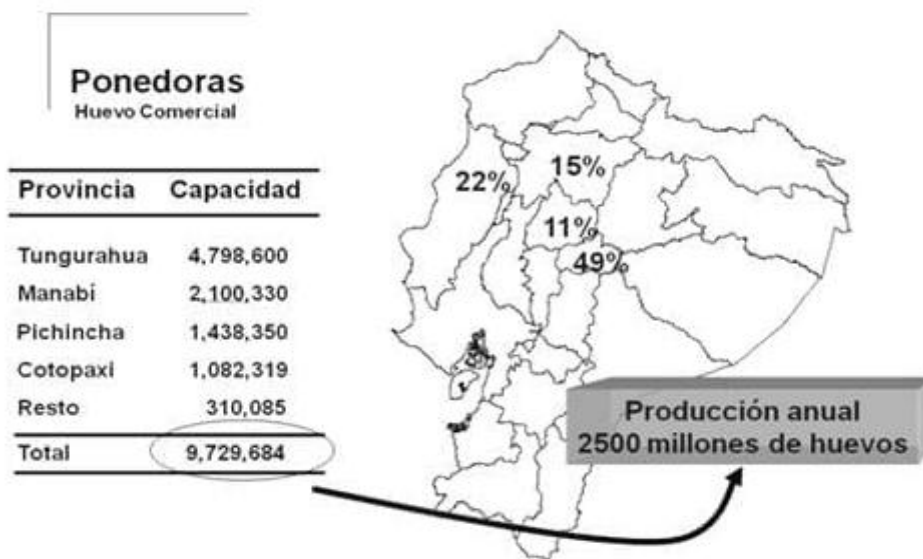 Ponedoras
Huevo Comercial
Provincia Capacidad
Tungurahua 4,798,600
Manabí 2,100,330
Pichincha 1,438,350
Cotopaxi 1,082,319
Resto 310,085
Total 9,729,684
22%
15%
11%
49%
Producción anual
2500 millones de huevos